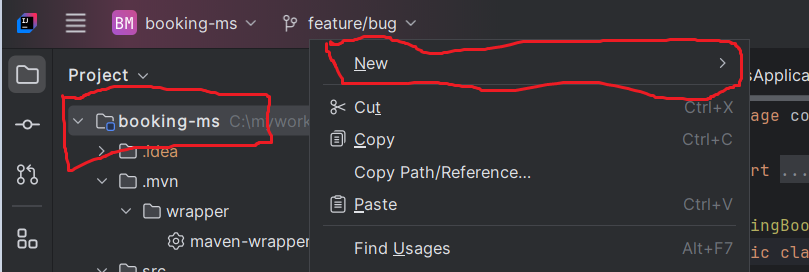 BM booking-ms feature/bug
Project
New
booking-ms C:\mywork
Cut Ctrl+X
.idea
Copy Ctrl+C
.mvn
Copy Path/Reference...
wrapper
Paste Ctrl+V
maven-wrapper
Find Usages Alt+F7
src
sApplica
age co
rt ...
ingBoo
ic cla